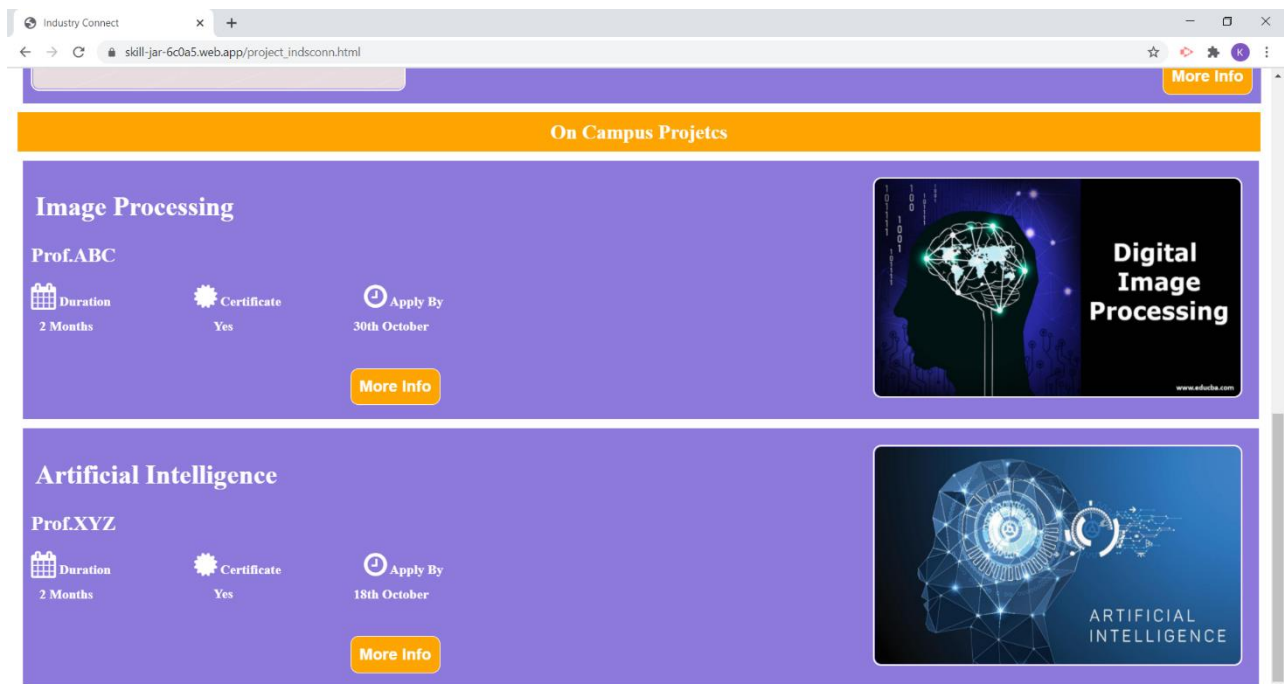 Industry Connect
skill-jar-6c0a5.web.app/project_indsconn.html
K
More Info
On Campus Projetcs
Image Processing
Prof.ABC
Duration Certificate Apply By
2 Months Yes 30th October
More Info
Digital
Image
Processing
www.educba.com
Artificial Intelligence
Prof.XYZ
Duration Certificate Apply By
2 Months Yes 18th October
More Info
ARTIFICIAL
INTELLIGENCE